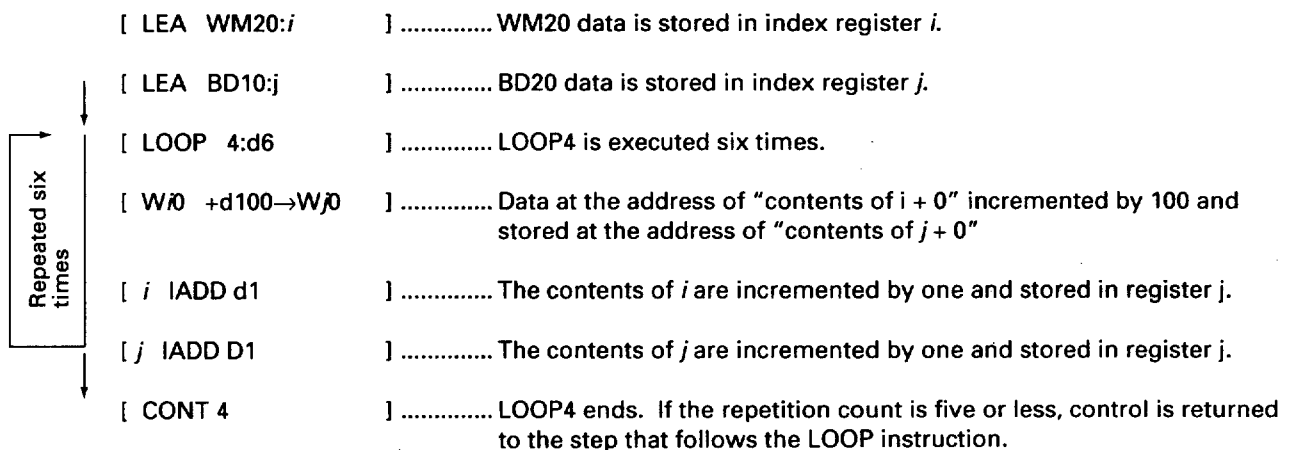 [ LEA WM20:i ] .............. WM20 data is stored in index register i.
[ LEA BD10:j ] .............. BD20 data is stored in index register j.
[ LOOP 4:d6 ] .............. LOOP4 is executed six times.
[ Wi0 +d100→Wj0 ] .............. Data at the address of "contents of i + 0" incremented by 100 and
stored at the address of "contents of j + 0"
[ i IADD d1 ] .............. The contents of i are incremented by one and stored in register j.
[ j IADD D1 ] .............. The contents of j are incremented by one and stored in register j.
[ CONT 4 ] .............. LOOP4 ends. If the repetition count is five or less, control is returned
to the step that follows the LOOP instruction.
Repeated six
times